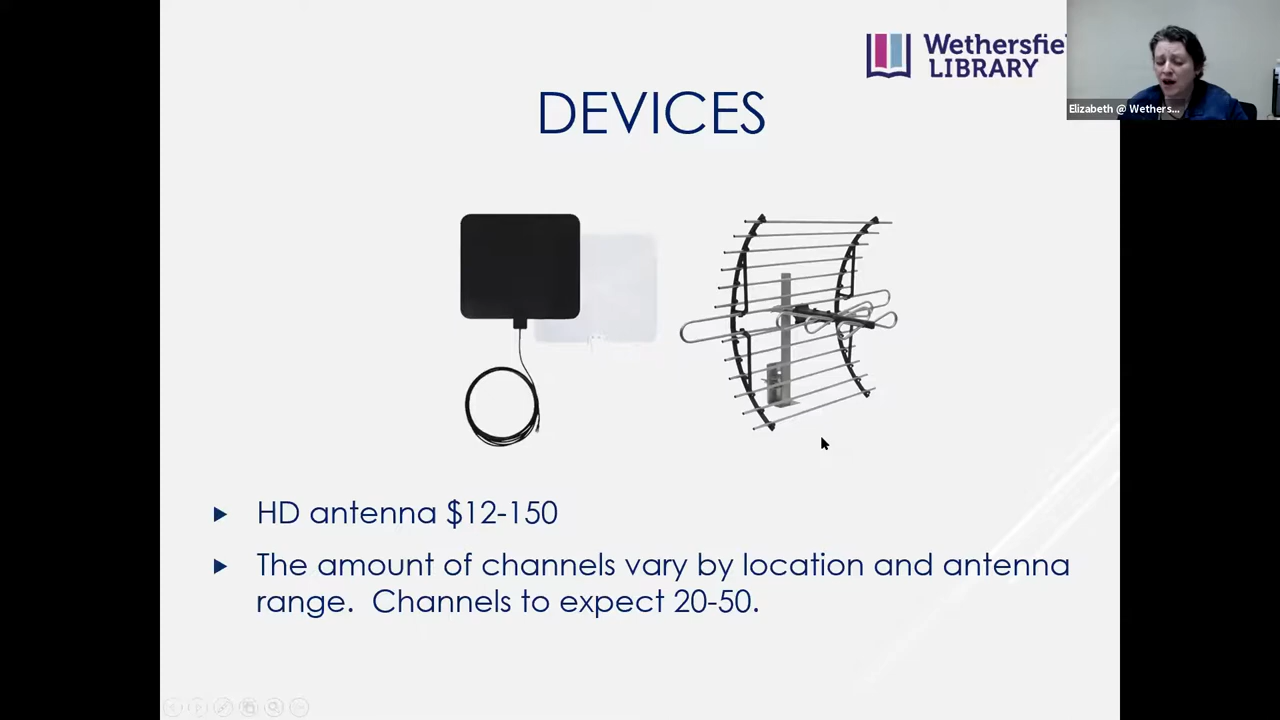 Wethersfie
LIBRARY
Elizabeth @ Wethers...
DEVICES
HD antenna $12-150
The amount of channels vary by location and antenna
range. Channels to expect 20-50.